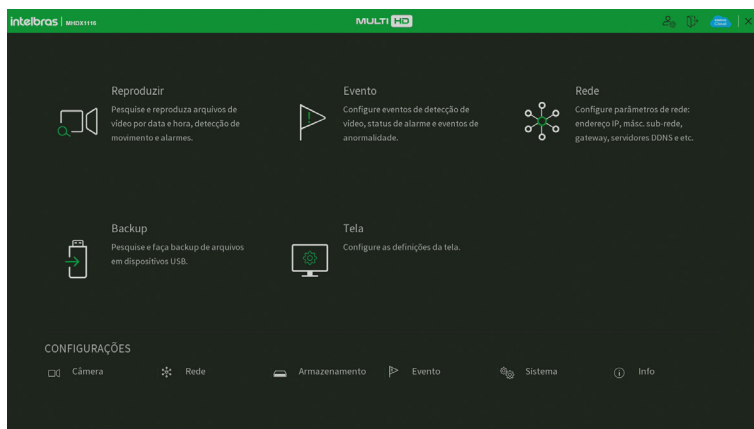 intelbras | MHDX1116
MULTI HD
Reproduzir
Pesquise e reproduza arquivos de
vídeo por data e hora, detecção de
movimento e alarmes.
Evento
Configure eventos de detecção de
vídeo, status de alarme e eventos de
anormalidade.
Rede
Configure parâmetros de rede:
endereço IP, másc. sub-rede,
gateway, servidores DDNS e etc.
Backup
Pesquise e faça backup de arquivos
em dispositivos USB.
Tela
Configure as definições da tela.
CONFIGURAÇÕES
Câmera
Rede
Armazenamento
Evento
Sistema
Info